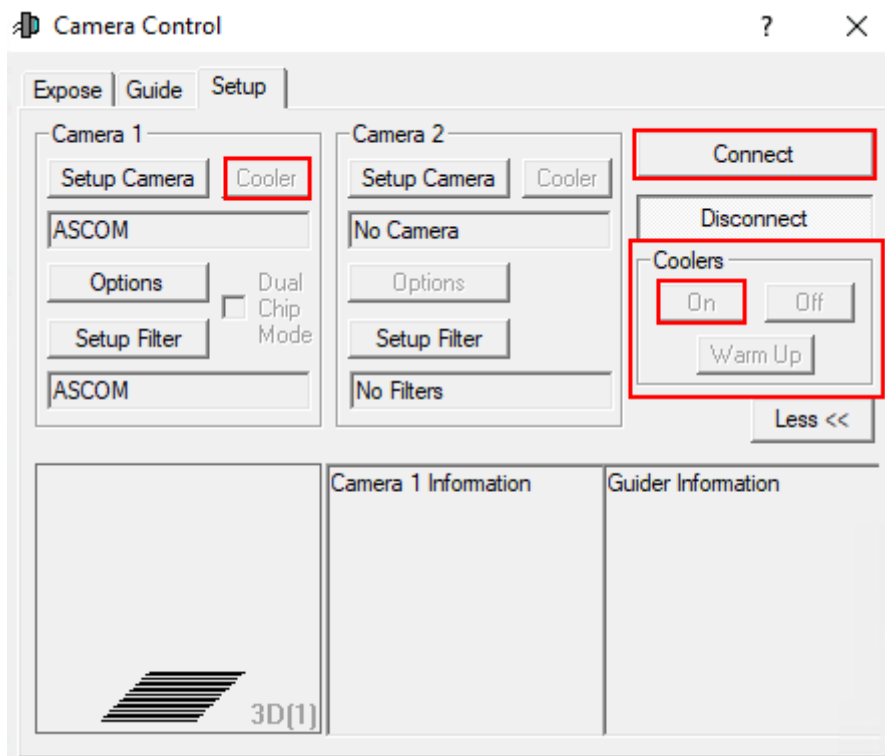 Camera Control
?
Expose Guide Setup
Camera 1
Setup Camera Cooler
ASCOM
Options
Dual
Chip
Mode
Setup Filter
ASCOM
Camera 2
Setup Camera Cooler
No Camera
Options
Setup Filter
No Filters
Connect
Disconnect
Coolers
On Off
Warm Up
Less <<
3D(1)
Camera 1 Information
Guider Information